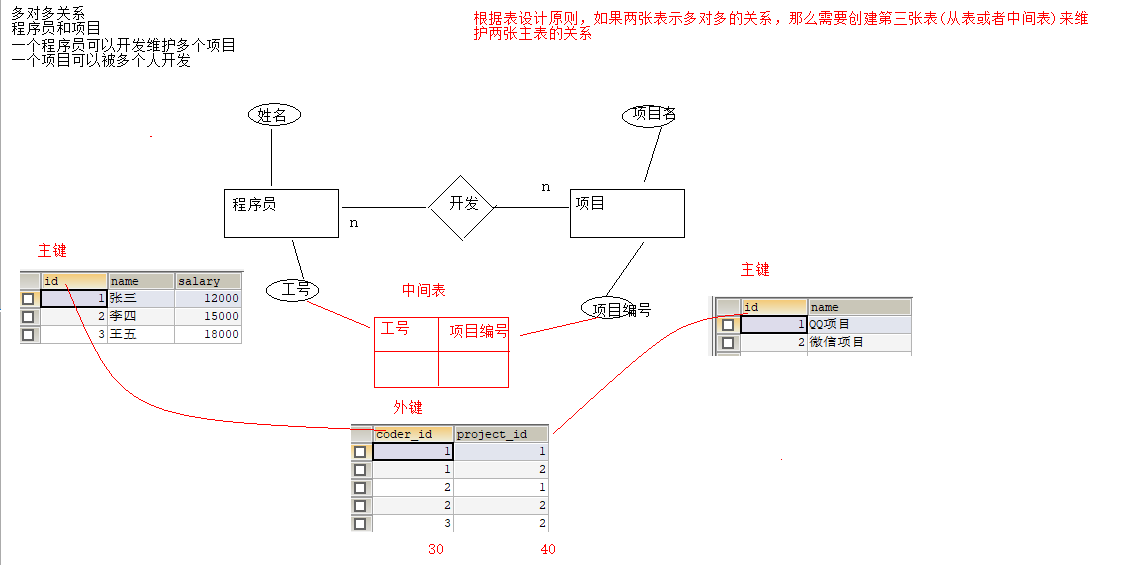 多对多关系
程序员和项目
一个程序员可以开发维护多个项目
一个项目可以被多个人开发
根据表设计原则，如果两张表示多对多的关系，那么需要创建第三张表(从表或者中间表)来维
护两张主表的关系
姓名
项目名
程序员
n
开发
n
项目
主键
工号
中间表
项目编号
主键
id name salary
1 张三 12000
2 李四 15000
3 王五 18000
工号 项目编号
id name
1 QQ项目
2 微信项目
外键
coder_id project_id
1 1
1 2
2 1
2 2
3 2
30 40